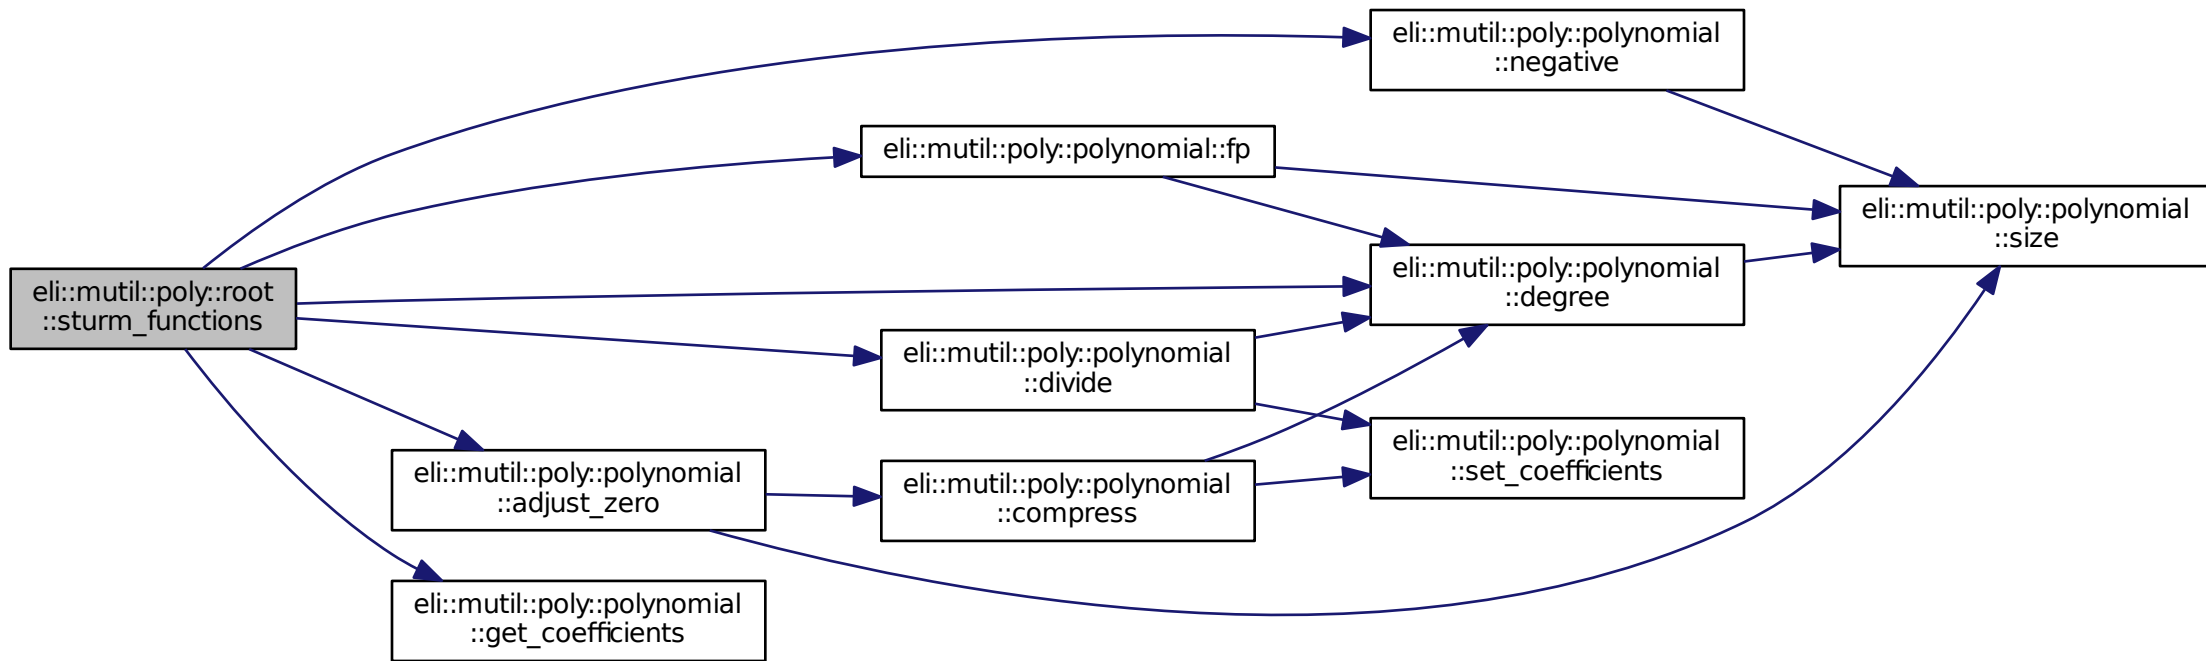 eli::mutil::poly::root
::sturm_functions
eli::mutil::poly::polynomial
::negative
eli::mutil::poly::polynomial::fp
eli::mutil::poly::polynomial
::size
eli::mutil::poly::polynomial
::degree
eli::mutil::poly::polynomial
::divide
eli::mutil::poly::polynomial
::set_coefficients
eli::mutil::poly::polynomial
::adjust_zero
eli::mutil::poly::polynomial
::compress
eli::mutil::poly::polynomial
::get_coefficients